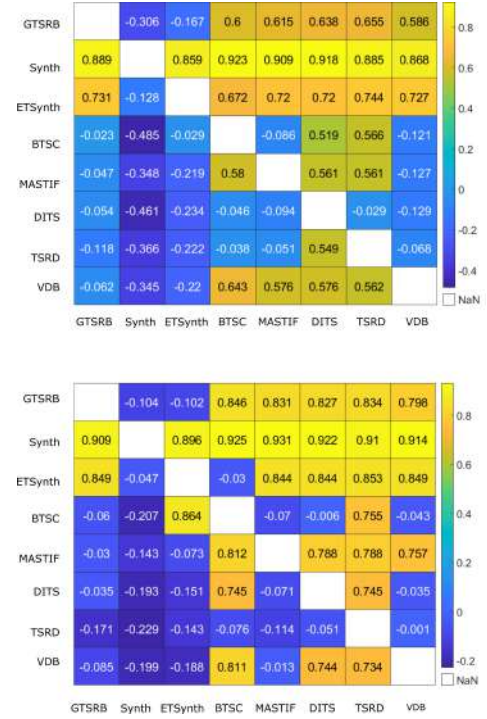 GTSRB -0.306 -0.167 0.6 0.615 0.638 0.655 0.586
Synth 0.889 0.859 0.923 0.909 0.918 0.885 0.868
ETSynth 0.731 -0.128 0.672 0.72 0.72 0.744 0.727
BTSC -0.023 -0.485 -0.029 -0.086 0.519 0.566 -0.121
MASTIF -0.047 -0.348 -0.219 0.58 0.561 0.561 -0.127
DITS -0.054 -0.461 -0.234 -0.046 -0.094 -0.029 -0.129
TSRD -0.118 -0.366 -0.222 -0.038 -0.051 0.549 -0.068
VDB -0.062 -0.345 -0.22 0.643 0.576 0.576 0.562
GTSRB Synth ETSynth BTSC MASTIF DITS TSRD VDB
0.8
0.6
0.4
0.2
0
-0.2
-0.4
NaN
GTSRB -0.104 -0.102 0.846 0.831 0.827 0.834 0.798
Synth 0.909 0.896 0.925 0.931 0.922 0.91 0.914
ETSynth 0.849 -0.047 -0.03 0.844 0.844 0.853 0.849
BTSC -0.06 -0.207 0.864 -0.07 -0.006 0.755 -0.043
MASTIF -0.03 -0.143 -0.073 0.812 0.788 0.788 0.757
DITS -0.035 -0.193 -0.151 0.745 -0.071 0.745 -0.035
TSRD -0.171 -0.229 -0.143 -0.076 -0.114 -0.051 -0.001
VDB -0.085 -0.199 -0.188 0.811 -0.013 0.744 0.734
GTSRB Synth ETSynth BTSC MASTIF DITS TSRD VDB
0.8
0.6
0.4
0.2
0
-0.2
NaN